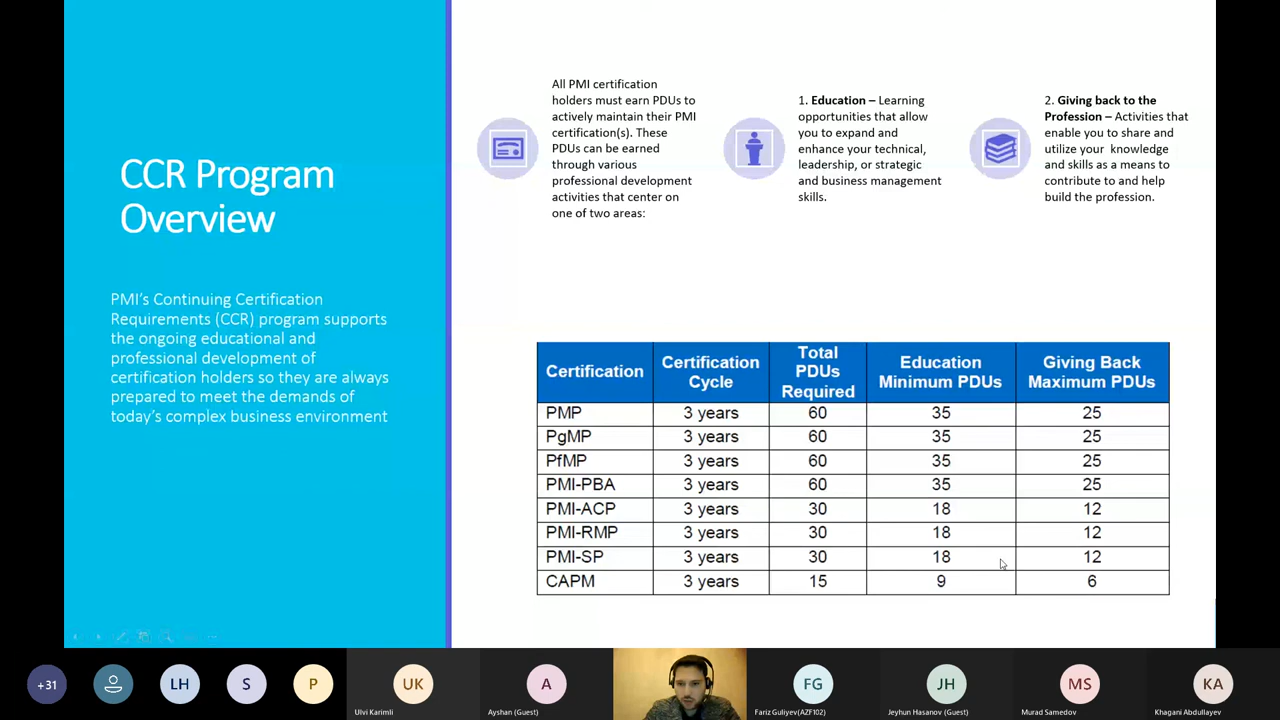 CCR Program
Overview
PMI's Continuing Certification
Requirements (CCR) program supports
the ongoing educational and
professional development of
certification holders so they are always
prepared to meet the demands of
today's complex business environment
All PMI certification
holders must earn PDUs to
actively maintain their PMI
certification(s). These
PDUs can be earned
through various
professional development
activities that center on
one of two areas:
1. Education – Learning
opportunities that allow
you to expand and
enhance your technical,
leadership, or strategic
and business management
skills.
2. Giving back to the
Profession – Activities that
enable you to share and
utilize your knowledge
and skills as a means to
contribute to and help
build the profession.
Certification Certification Cycle Total PDUs Required Education Minimum PDUs Giving Back Maximum PDUs
PMP 3 years 60 35 25
PgMP 3 years 60 35 25
PfMP 3 years 60 35 25
PMI-PBA 3 years 60 35 25
PMI-ACP 3 years 30 18 12
PMI-RMP 3 years 30 18 12
PMI-SP 3 years 30 18 12
CAPM 3 years 15 9 6
+31
LH
S
P
UK
Ulvi Karimli
A
Ayshan (Guest)
FG
Fariz Guliyev(AZF102)
JH
Jeyhun Hasanov (Guest)
MS
Murad Samedov
KA
Khagani Abdullayev